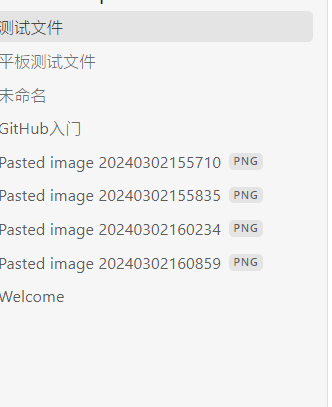 测试文件
平板测试文件
未命名
GitHub入门
Pasted image 20240302155710 PNG
Pasted image 20240302155835 PNG
Pasted image 20240302160234 PNG
Pasted image 20240302160859 PNG
Welcome